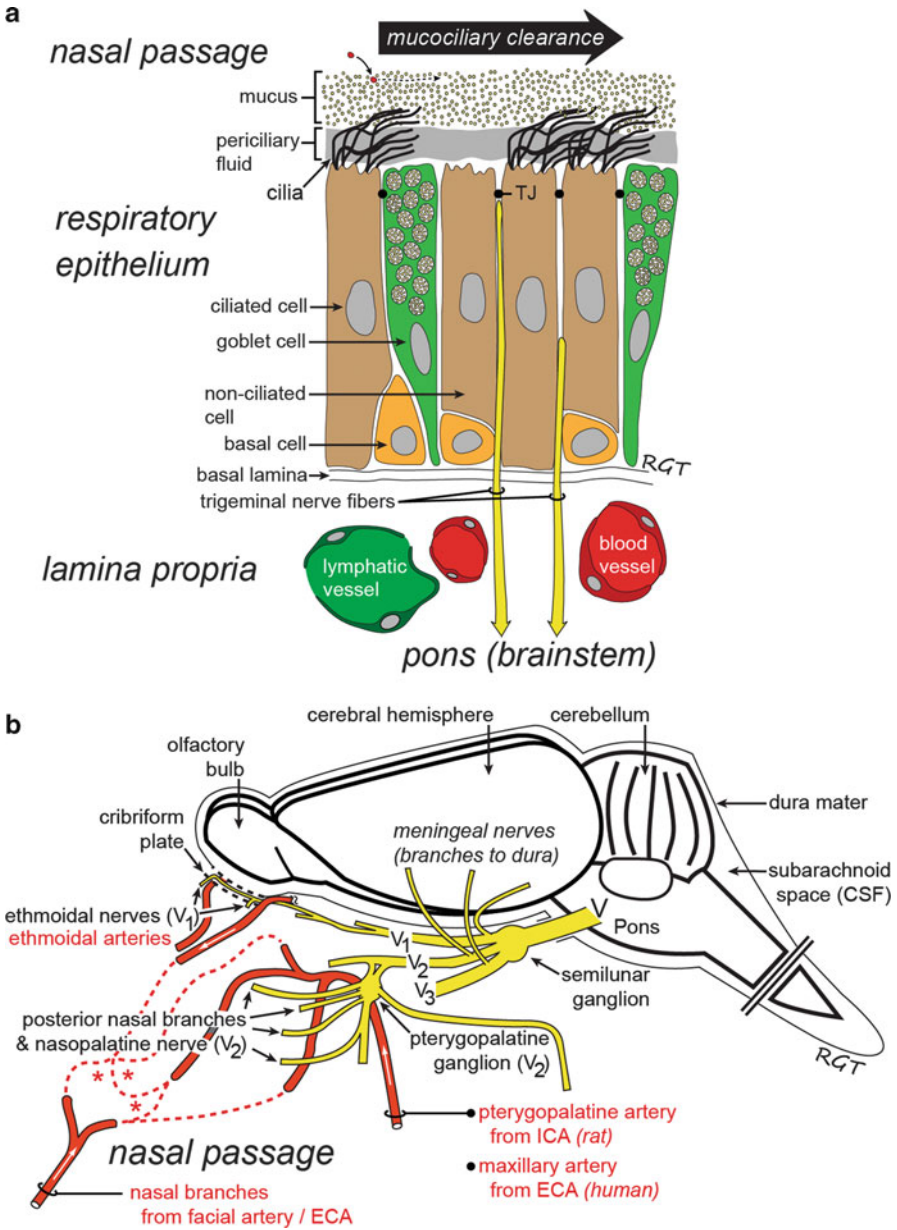 a
nasal passage
mucociliary clearance
mucus
periciliary
fluid
cilia
TJ
respiratory
epithelium
ciliated cell
goblet cell
non-ciliated
cell
basal cell
basal lamina
RGT
trigeminal nerve fibers
lamina propria
lymphatic
vessel
blood
vessel
pons (brainstem)
b
cerebral hemisphere
cerebellum
olfactory
bulb
cribriform
plate
meningeal nerves
(branches to dura)
dura mater
subarachnoid
space (CSF)
ethmoidal nerves (V1)
ethmoidal arteries
V
Pons
V1
V2
V3
semilunar
ganglion
posterior nasal branches
& nasopalatine nerve (V2)
pterygopalatine
ganglion (V2)
RGT
* *
*
nasal passage
pterygopalatine artery
from ICA (rat)
• maxillary artery
from ECA (human)
nasal branches
from facial artery / ECA